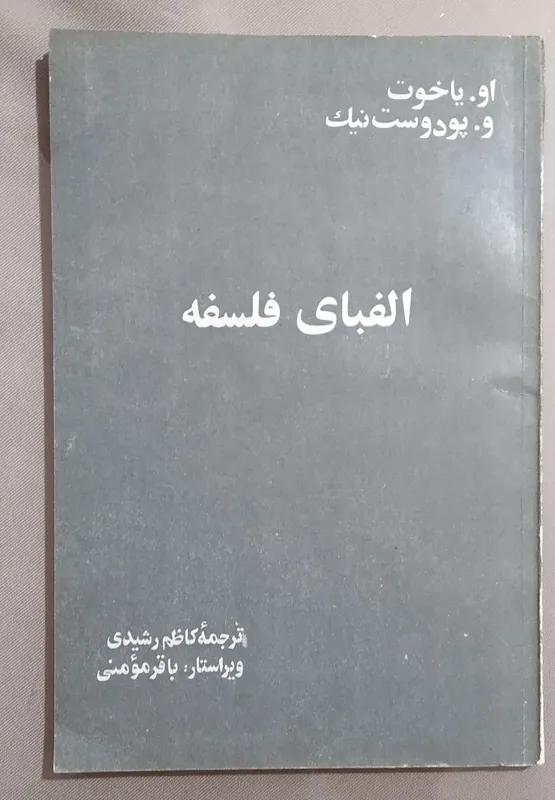 او. یاخوت
و. پودوست‌نیک
الفبای فلسفه
ترجمهٔ کاظم رشیدی
ویراستار: باقر مؤمنی